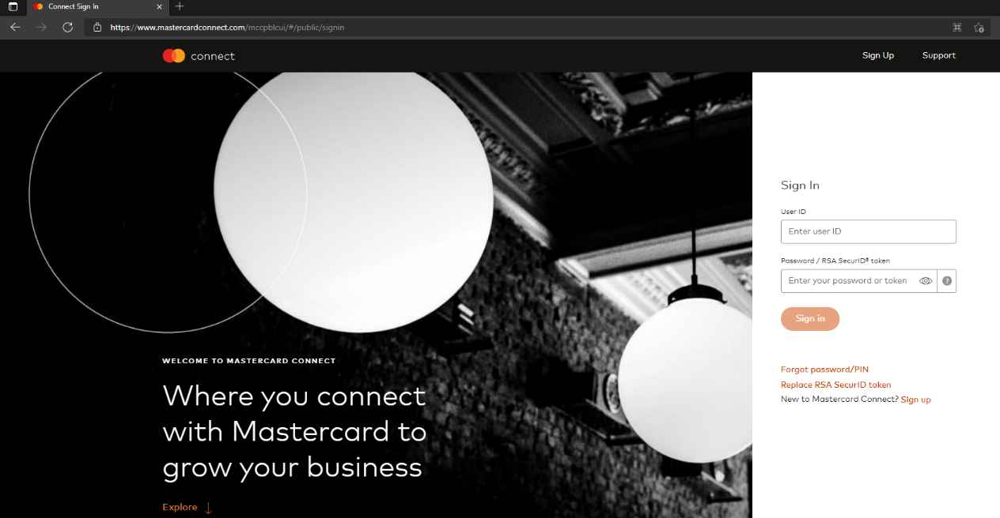 Connect Sign In
https://www.mastercardconnect.com/mccpblcui/#/public/signin
connect
Sign Up
Support
WELCOME TO MASTERCARD CONNECT
Where you connect
with Mastercard to
grow your business
Explore
Sign In
User ID
Enter user ID
Password / RSA SecurID® token
Enter your password or token
Sign in
Forgot password/PIN
Replace RSA SecurID token
New to Mastercard Connect? Sign up